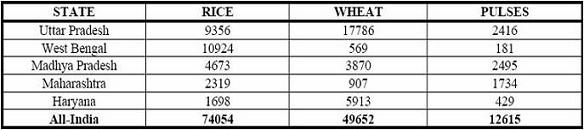 STATE RICE WHEAT PULSES
Uttar Pradesh 9356 17786 2416
West Bengal 10924 569 181
Madhya Pradesh 4673 3870 2495
Maharashtra 2319 907 1734
Haryana 1698 5913 429
All-India 74054 49652 12615